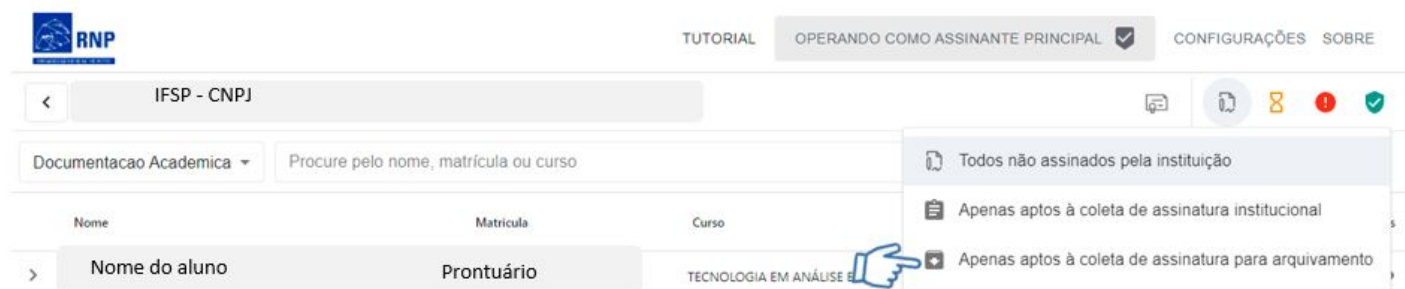 RNP
TUTORIAL OPERANDO COMO ASSINANTE PRINCIPAL CONFIGURAÇÕES SOBRE
IFSP - CNPJ
Documentacao Academica Procure pelo nome, matrícula ou curso
Todos não assinados pela instituição
Apenas aptos à coleta de assinatura institucional
Nome Matricula Curso
Apenas aptos à coleta de assinatura para arquivamento
Nome do aluno Prontuário TECNOLOGIA EM ANÁLISE E